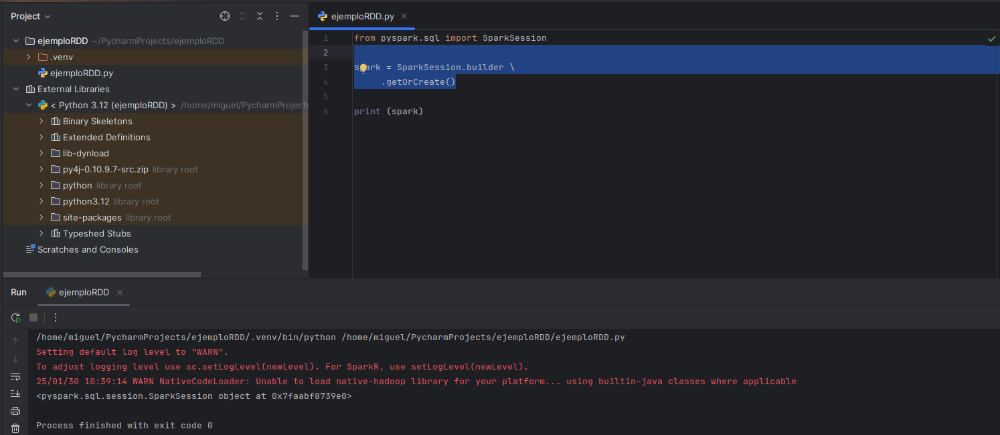 Project
ejemploRDD ~/PycharmProjects/ejemploRDD
.venv
ejemploRDD.py
External Libraries
< Python 3.12 (ejemploRDD) > /home/miguel/PycharmProjects
Binary Skeletons
Extended Definitions
lib-dynload
py4j-0.10.9.7-src.zip library root
python library root
python3.12 library root
site-packages library root
Typeshed Stubs
Scratches and Consoles
ejemploRDD.py
1 from pyspark.sql import SparkSession
2
3 spark = SparkSession.builder \
4 .getOrCreate()
5
6 print (spark)
Run ejemploRDD
/home/miguel/PycharmProjects/ejemploRDD/.venv/bin/python /home/miguel/PycharmProjects/ejemploRDD/ejemploRDD.py
Setting default log level to "WARN".
To adjust logging level use sc.setLogLevel(newLevel). For SparkR, use setLogLevel(newLevel).
25/01/30 10:39:14 WARN NativeCodeLoader: Unable to load native-hadoop library for your platform... using builtin-java classes where applicable
<pyspark.sql.session.SparkSession object at 0x7faabf8739e0>
Process finished with exit code 0